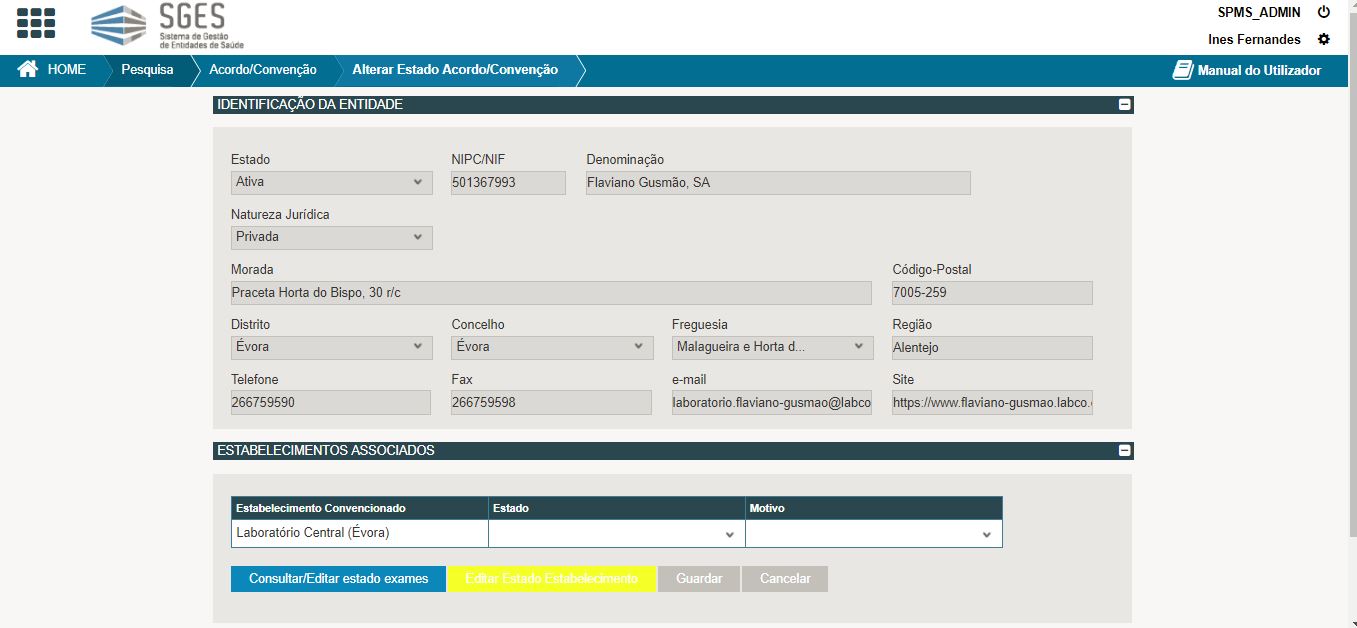 SGES
Sistema de Gestão
de Entidades de Saúde
SPMS_ADMIN
Ines Fernandes
HOME Pesquisa Acordo/Convenção Alterar Estado Acordo/Convenção Manual do Utilizador
IDENTIFICAÇÃO DA ENTIDADE
Estado NIPC/NIF Denominação
Ativa 501367993 Flaviano Gusmão, SA
Natureza Jurídica
Privada
Morada Código-Postal
Praceta Horta do Bispo, 30 r/c 7005-259
Distrito Concelho Freguesia Região
Évora Évora Malagueira e Horta d... Alentejo
Telefone Fax e-mail Site
266759590 266759598 laboratorio.flaviano-gusmao@labco https://www.flaviano-gusmao.labco.
ESTABELECIMENTOS ASSOCIADOS
Estabelecimento Convencionado Estado Motivo
Laboratório Central (Évora)
Consultar/Editar estado exames Editar Estado Estabelecimento Guardar Cancelar